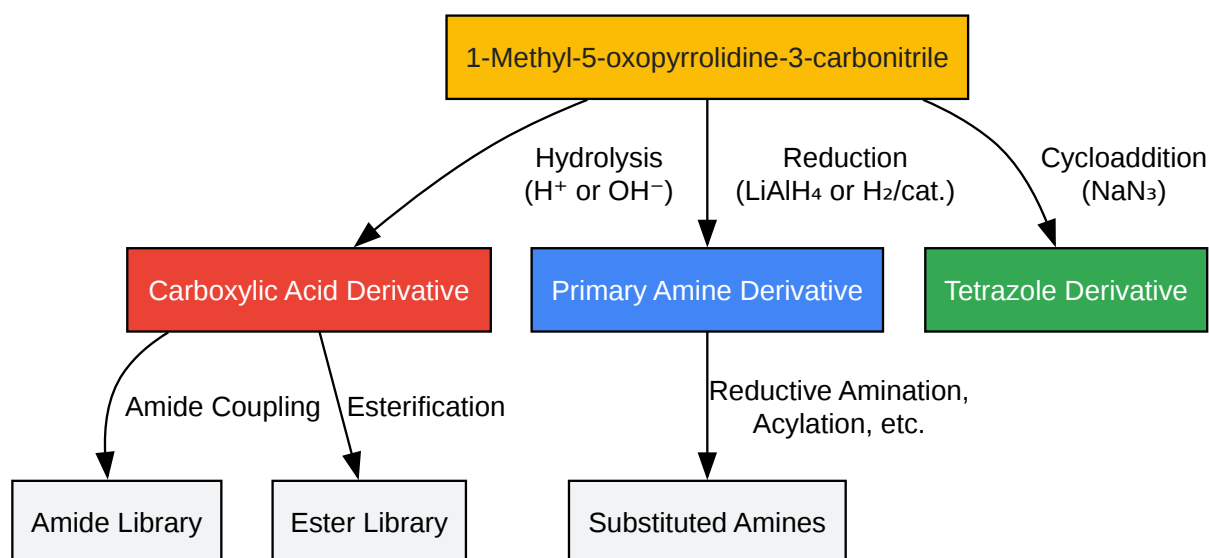 1-Methyl-5-oxopyrrolidine-3-carbonitrile
Hydrolysis
(H⁺ or OH⁻)
Reduction
(LiAlH₄ or H₂/cat.)
Cycloaddition
(NaN₃)
Carboxylic Acid Derivative
Primary Amine Derivative
Tetrazole Derivative
Amide Coupling
Esterification
Reductive Amination,
Acylation, etc.
Amide Library
Ester Library
Substituted Amines